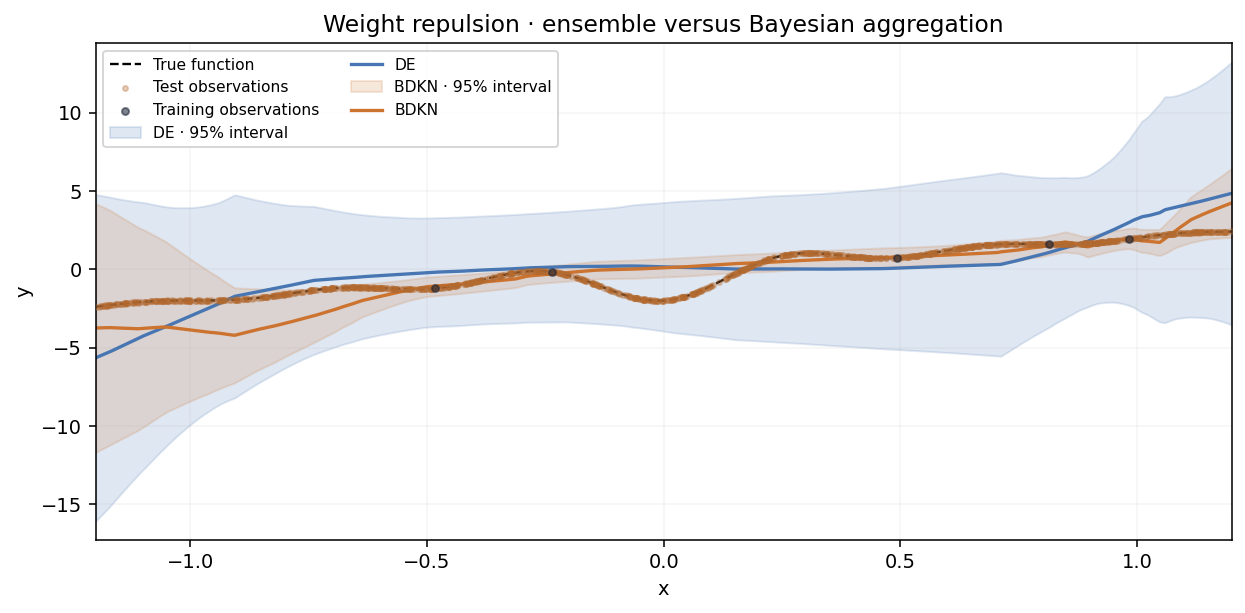 Weight repulsion · ensemble versus Bayesian aggregation
True function
Test observations
Training observations
DE · 95% interval
DE
BDKN · 95% interval
BDKN
y
10
5
0
−5
−10
−15
−1.0
−0.5
0.0
0.5
1.0
x